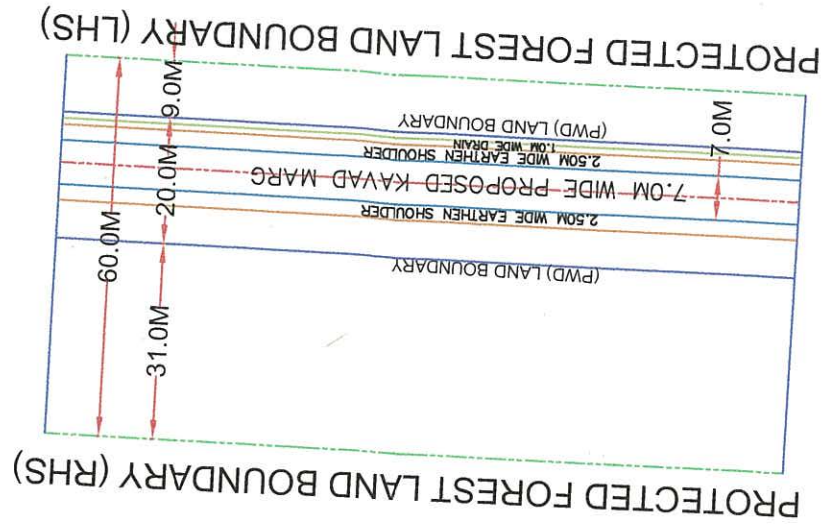 PROTECTED FOREST LAND BOUNDARY (RHS)
31.0M
60.0M
(PWD) LAND BOUNDARY
2.50M WIDE EARTHEN SHOULDER
20.0M
7.0M WIDE PROPOSED KAVAD MARG
7.0M
2.50M WIDE EARTHEN SHOULDER
1.0M WIDE DRAIN
(PWD) LAND BOUNDARY
9.0M
PROTECTED FOREST LAND BOUNDARY (LHS)